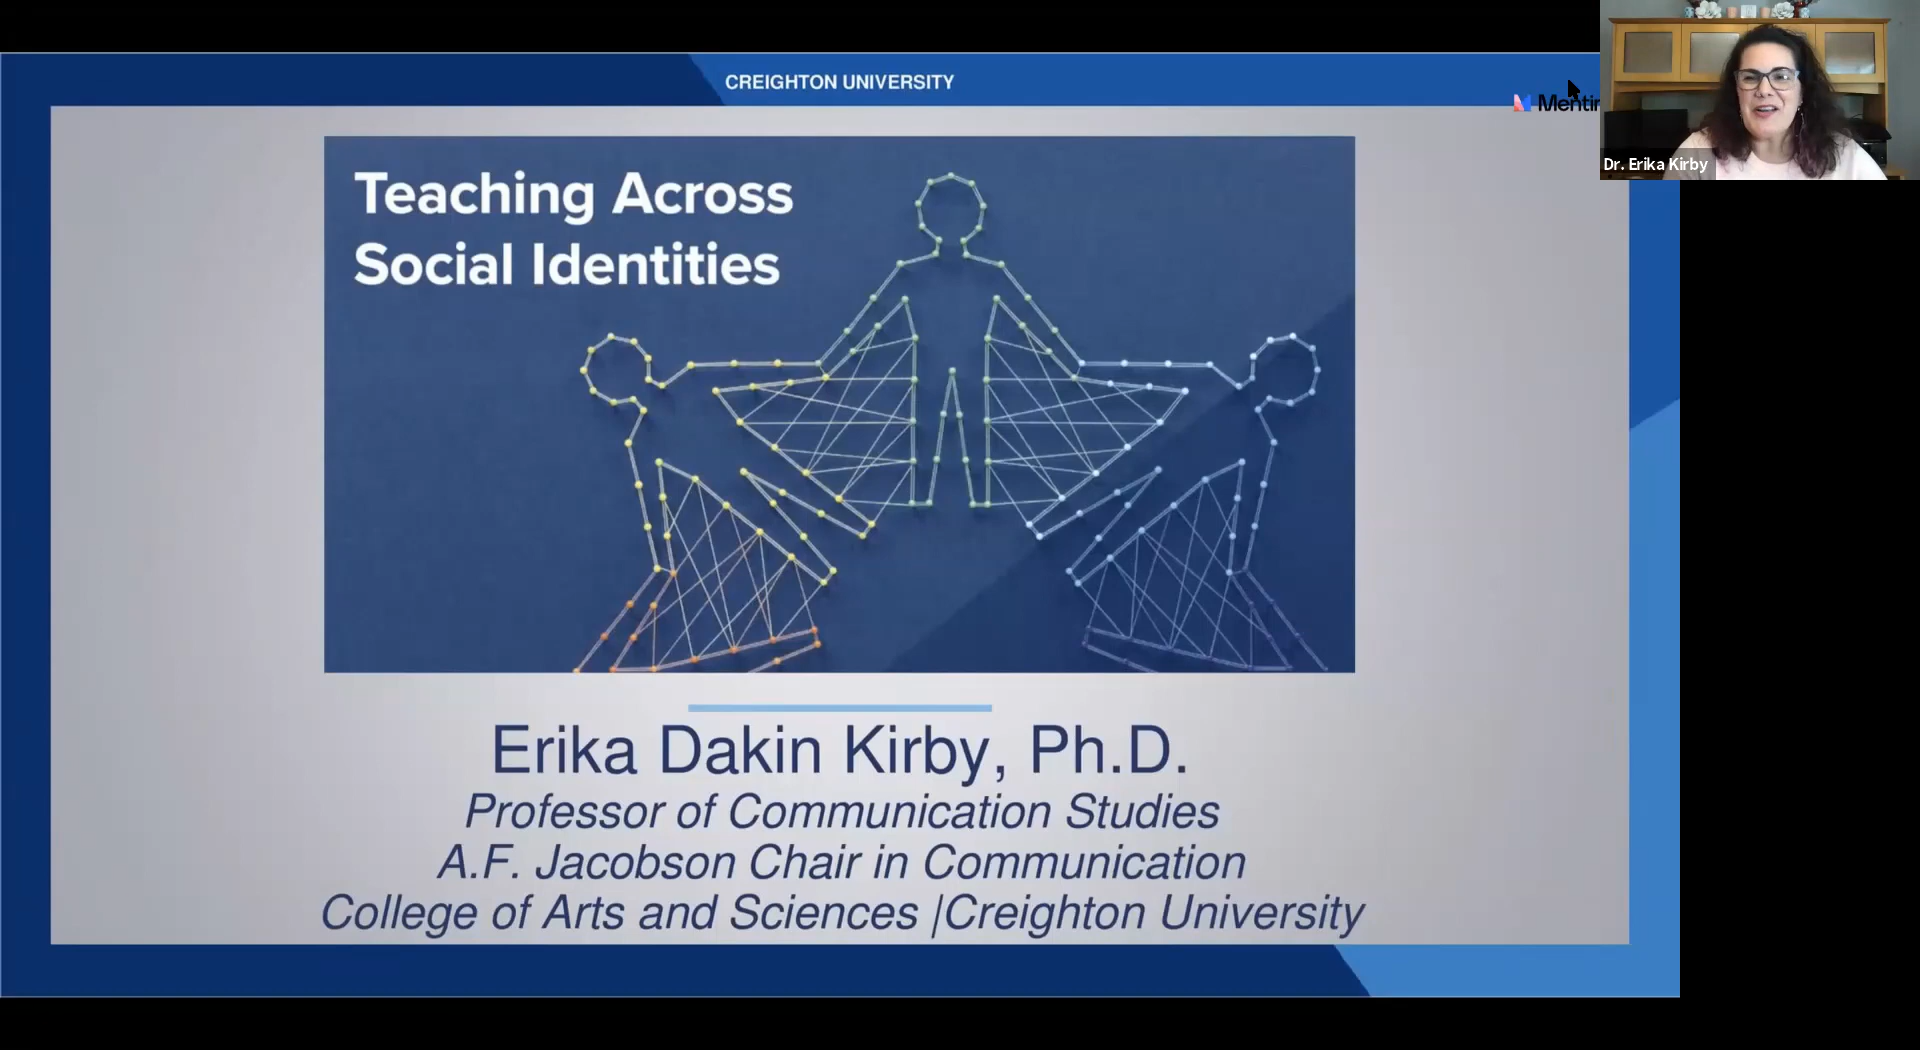 CREIGHTON UNIVERSITY
Dr. Erika Kirby
Teaching Across
Social Identities
Erika Dakin Kirby, Ph.D.
Professor of Communication Studies
A.F. Jacobson Chair in Communication
College of Arts and Sciences |Creighton University